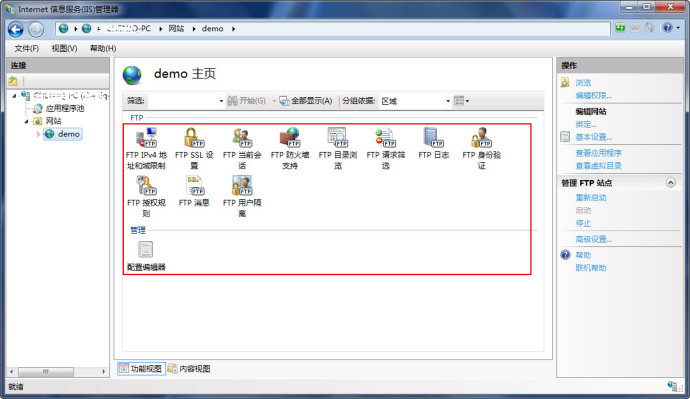 Internet 信息服务(IIS)管理器
-PC ▸ 网站 ▸ demo ▸
文件(F) 视图(V) 帮助(H)
连接
应用程序池
网站
demo
demo 主页
筛选: 开始(G) 全部显示(A) 分组依据: 区域
FTP
FTP IPv4 地址和域限制
FTP SSL 设置
FTP 当前会话
FTP 防火墙支持
FTP 目录浏览
FTP 请求筛选
FTP 日志
FTP 身份验证
FTP 授权规则
FTP 消息
FTP 用户隔离
管理
配置编辑器
功能视图 内容视图
操作
浏览
编辑权限...
编辑网站
绑定...
基本设置...
查看应用程序
查看虚拟目录
管理 FTP 站点
重新启动
启动
停止
高级设置...
帮助
联机帮助
就绪